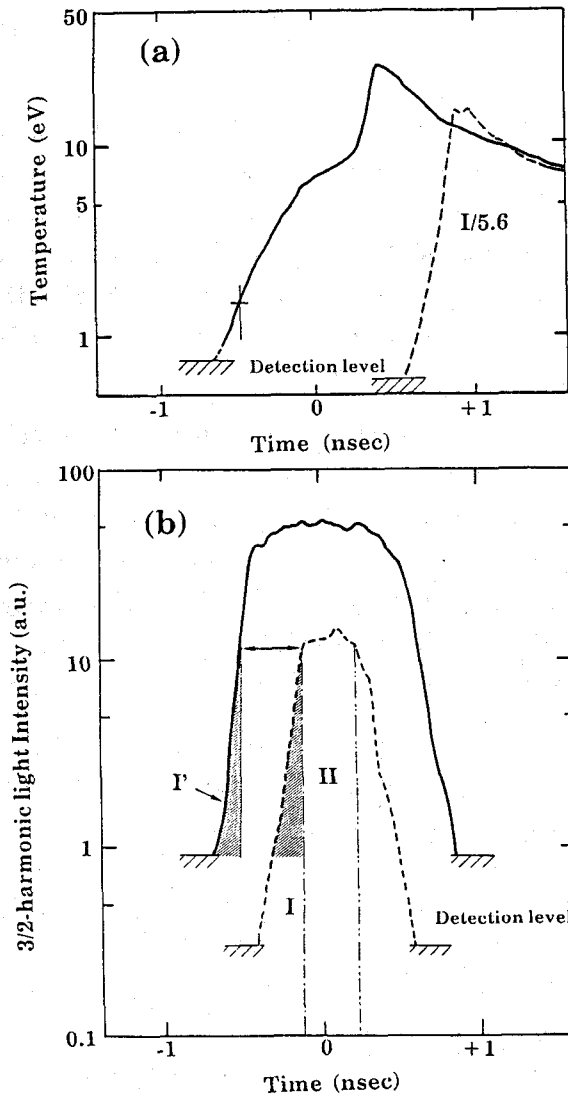 50
(a)
Temperature (eV)
10
5
1
I/5.6
Detection level
-1
0
+1
Time (nsec)
100
(b)
3/2-harmonic light Intensity (a.u.)
10
I'
II
1
I
Detection level
0.1
-1
0
+1
Time (nsec)